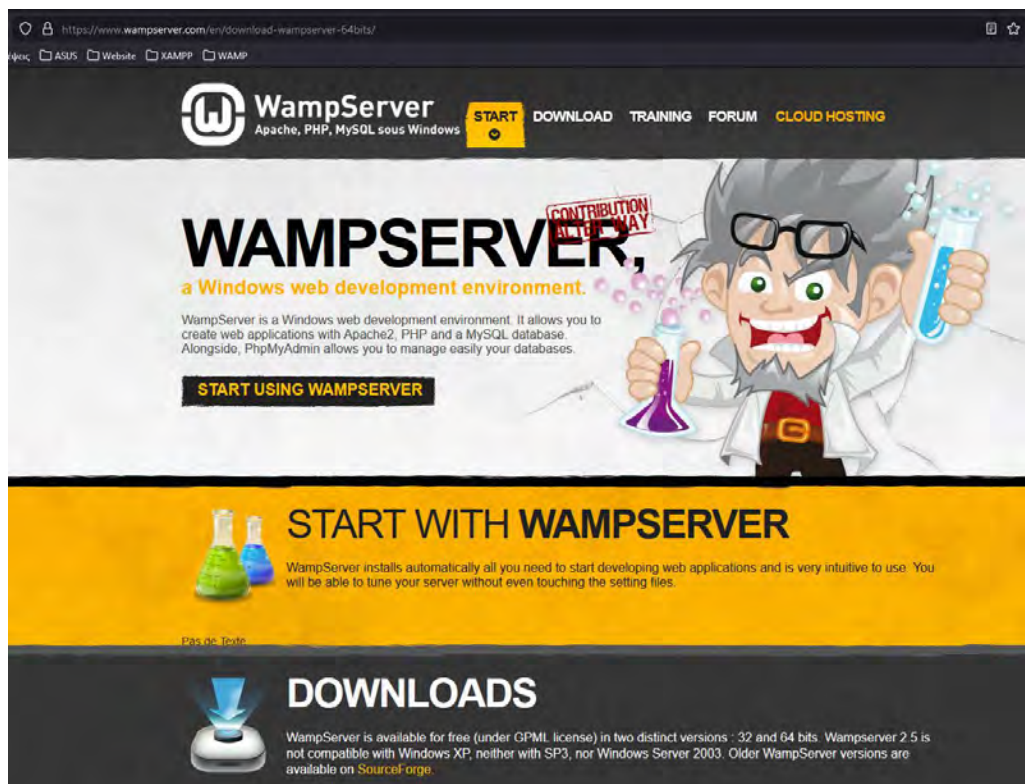 https://www.wampserver.com/en/download-wampserver-64bits/
ASUS Website XAMPP WAMP
WampServer
Apache, PHP, MySQL sous Windows
START DOWNLOAD TRAINING FORUM CLOUD HOSTING
CONTRIBUTION
ALTER WAY
WAMPSERVER,
a Windows web development environment.
WampServer is a Windows web development environment. It allows you to
create web applications with Apache2, PHP and a MySQL database.
Alongside, PhpMyAdmin allows you to manage easily your databases.
START USING WAMPSERVER
START WITH WAMPSERVER
WampServer installs automatically all you need to start developing web applications and is very intuitive to use. You
will be able to tune your server without even touching the setting files.
Pas de Texte
DOWNLOADS
WampServer is available for free (under GPML license) in two distinct versions : 32 and 64 bits. Wampserver 2.5 is
not compatible with Windows XP, neither with SP3, nor Windows Server 2003. Older WampServer versions are
available on SourceForge.